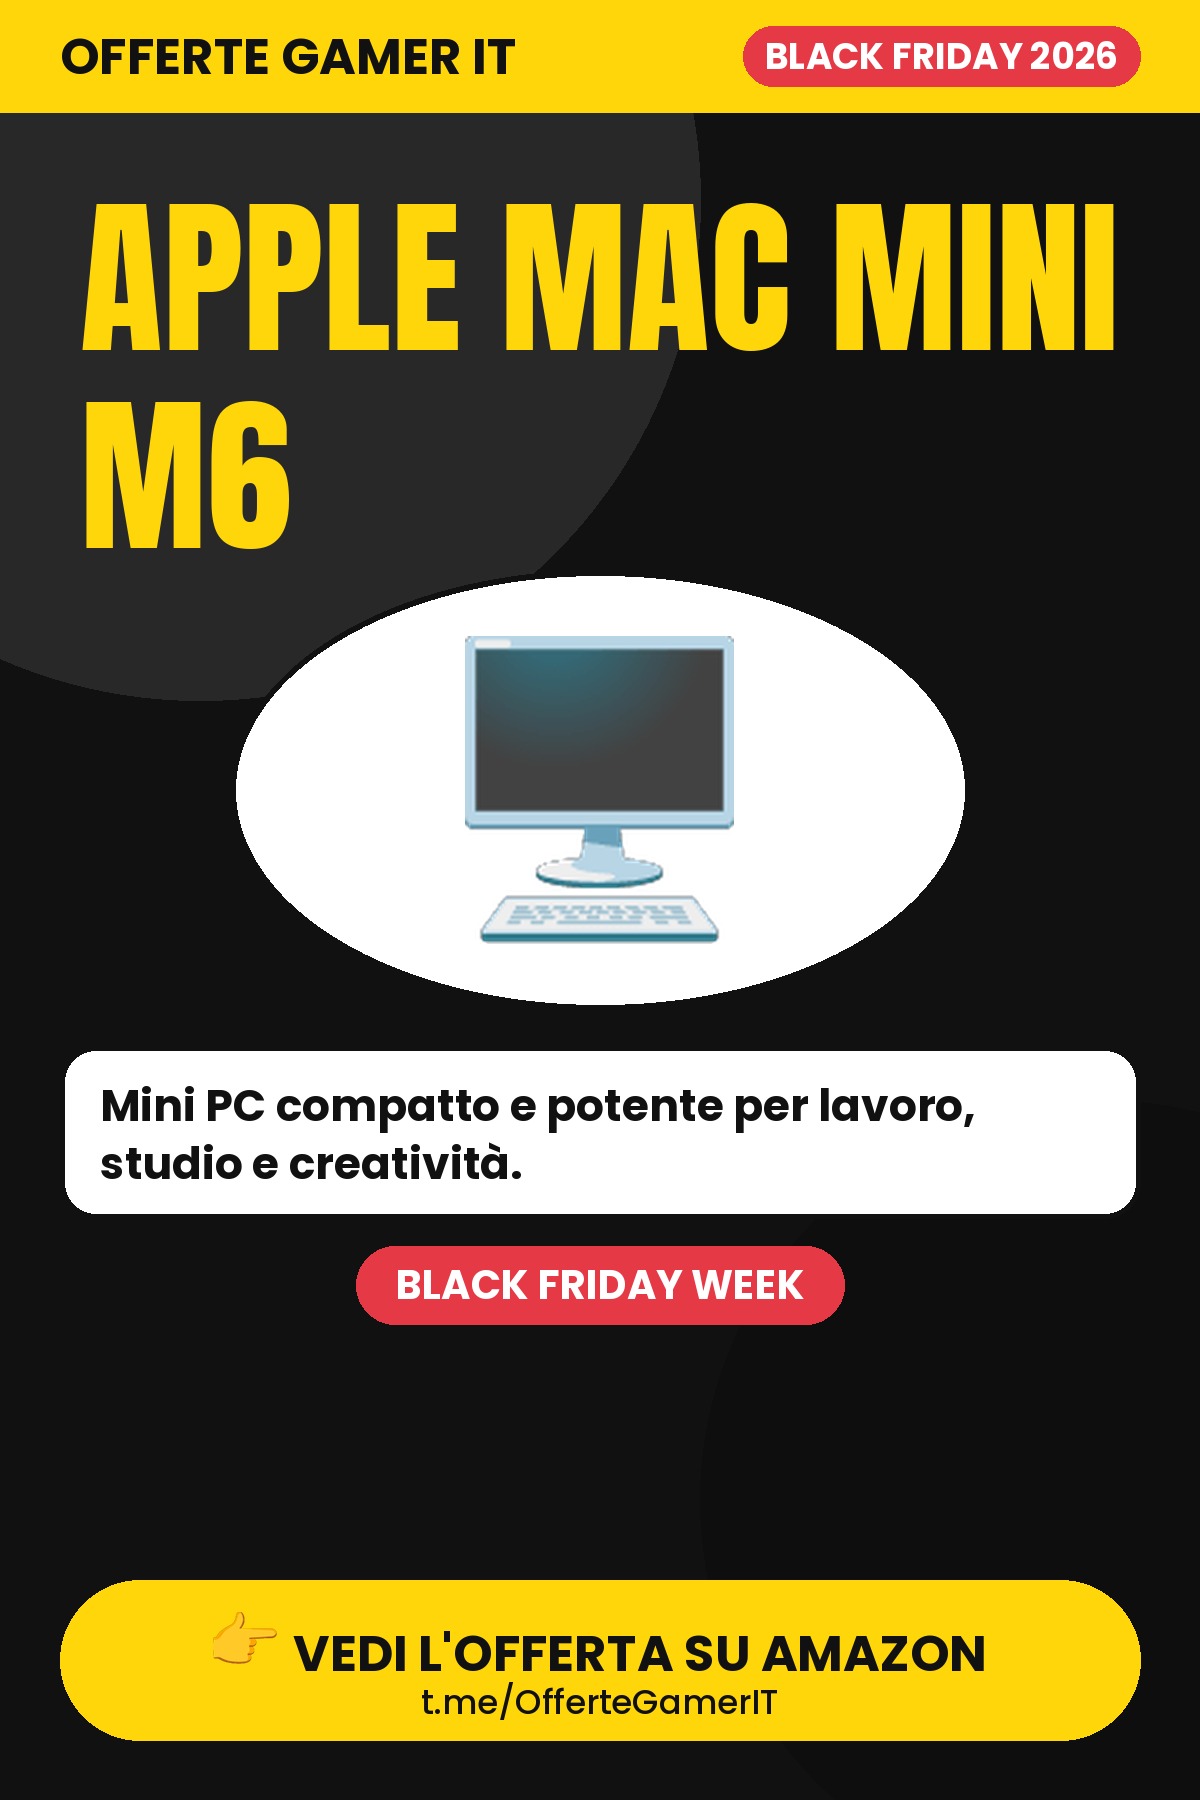 OFFERTE GAMER IT
BLACK FRIDAY 2026
APPLE MAC MINI
M6
Mini PC compatto e potente per lavoro,
studio e creatività.
BLACK FRIDAY WEEK
👉 VEDI L'OFFERTA SU AMAZON
t.me/OfferteGamerIT